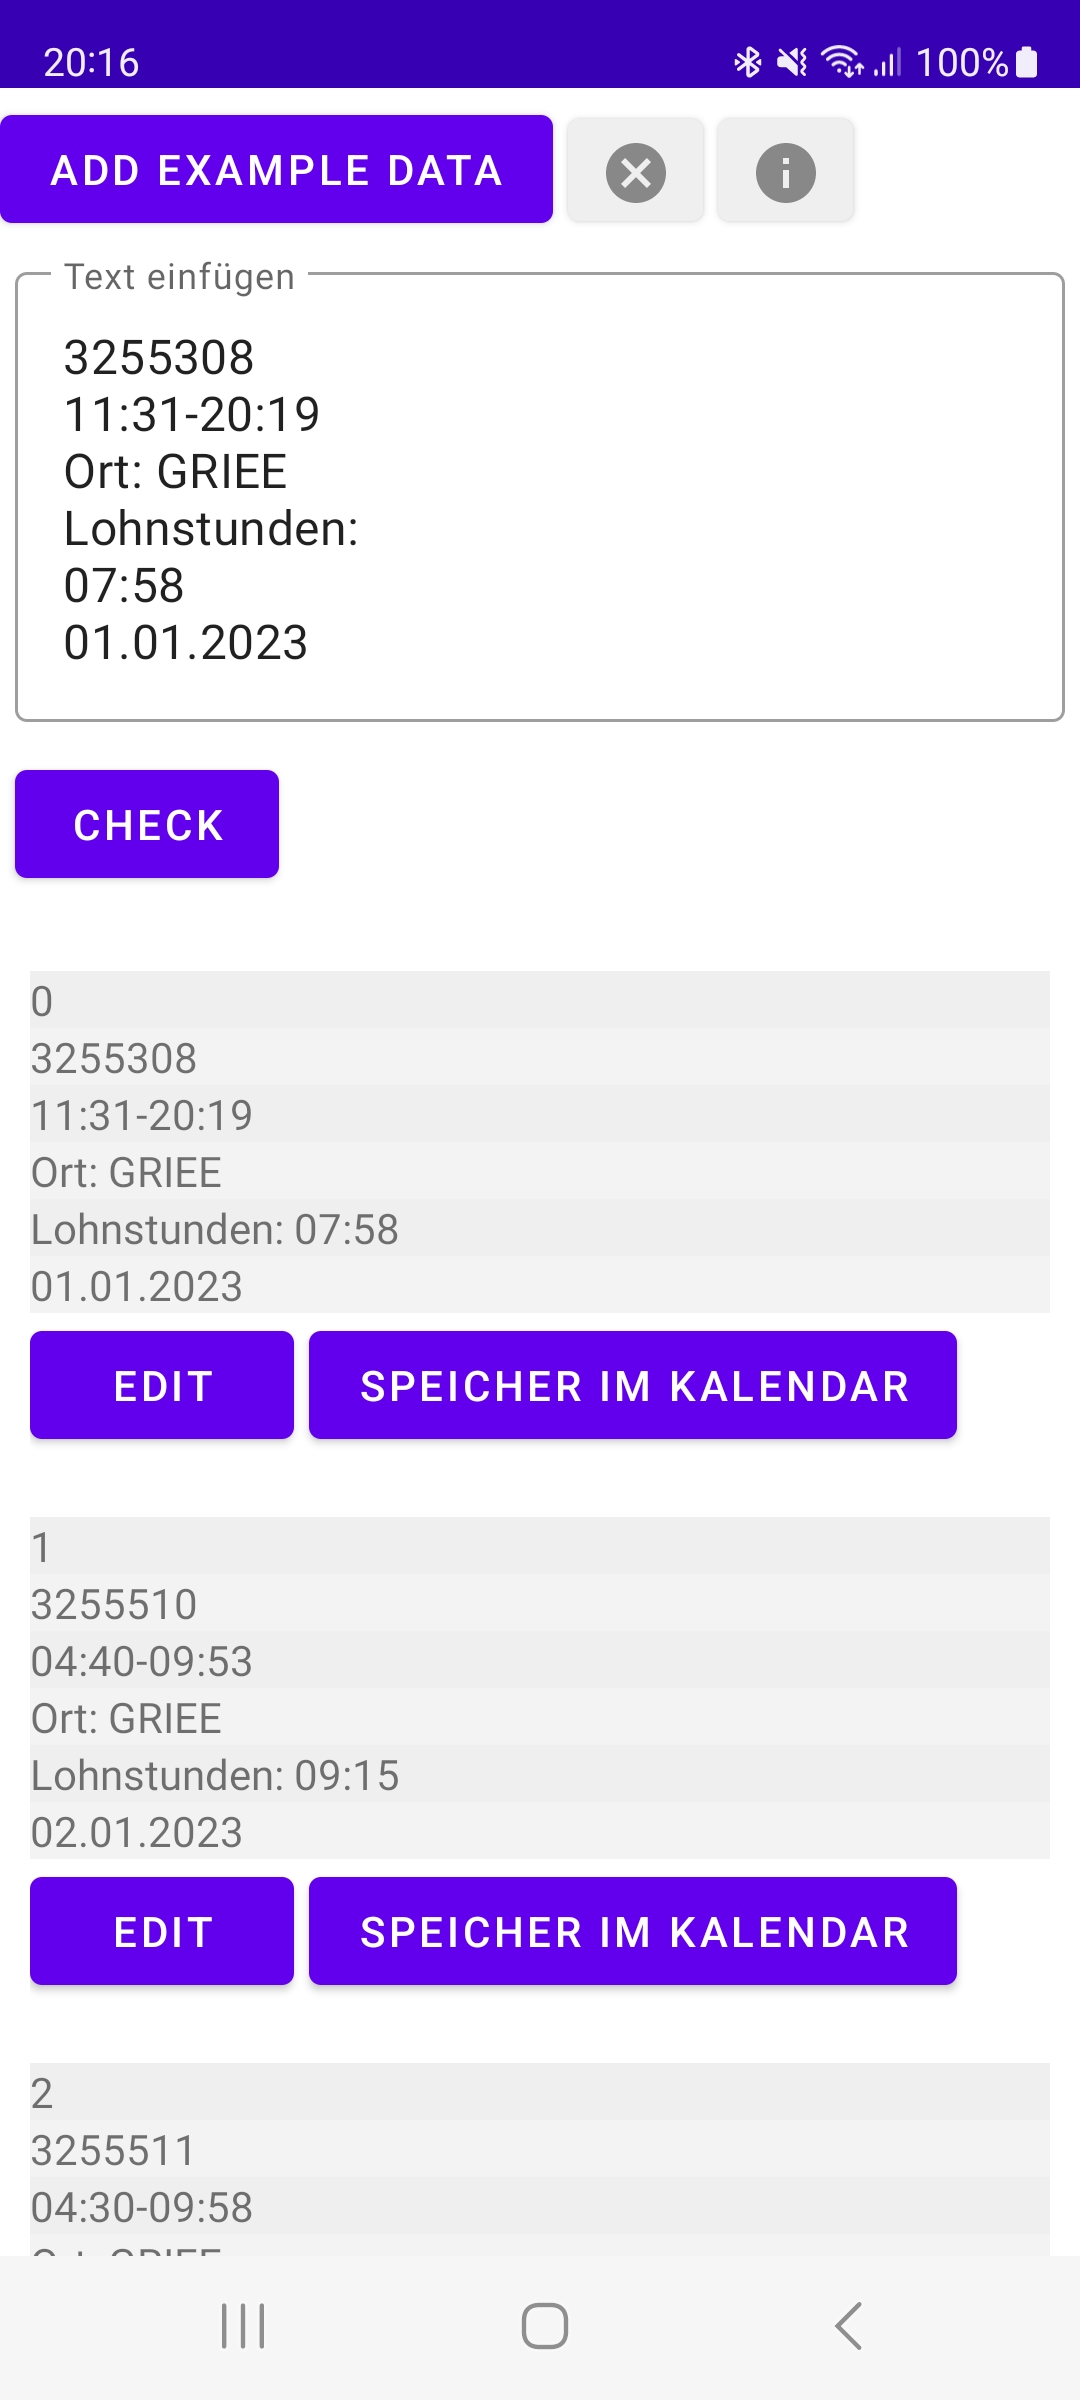 20:16
100%
ADD EXAMPLE DATA
Text einfügen
3255308
11:31-20:19
Ort: GRIEE
Lohnstunden:
07:58
01.01.2023
CHECK
0
3255308
11:31-20:19
Ort: GRIEE
Lohnstunden: 07:58
01.01.2023
EDIT SPEICHER IM KALENDAR
1
3255510
04:40-09:53
Ort: GRIEE
Lohnstunden: 09:15
02.01.2023
EDIT SPEICHER IM KALENDAR
2
3255511
04:30-09:58